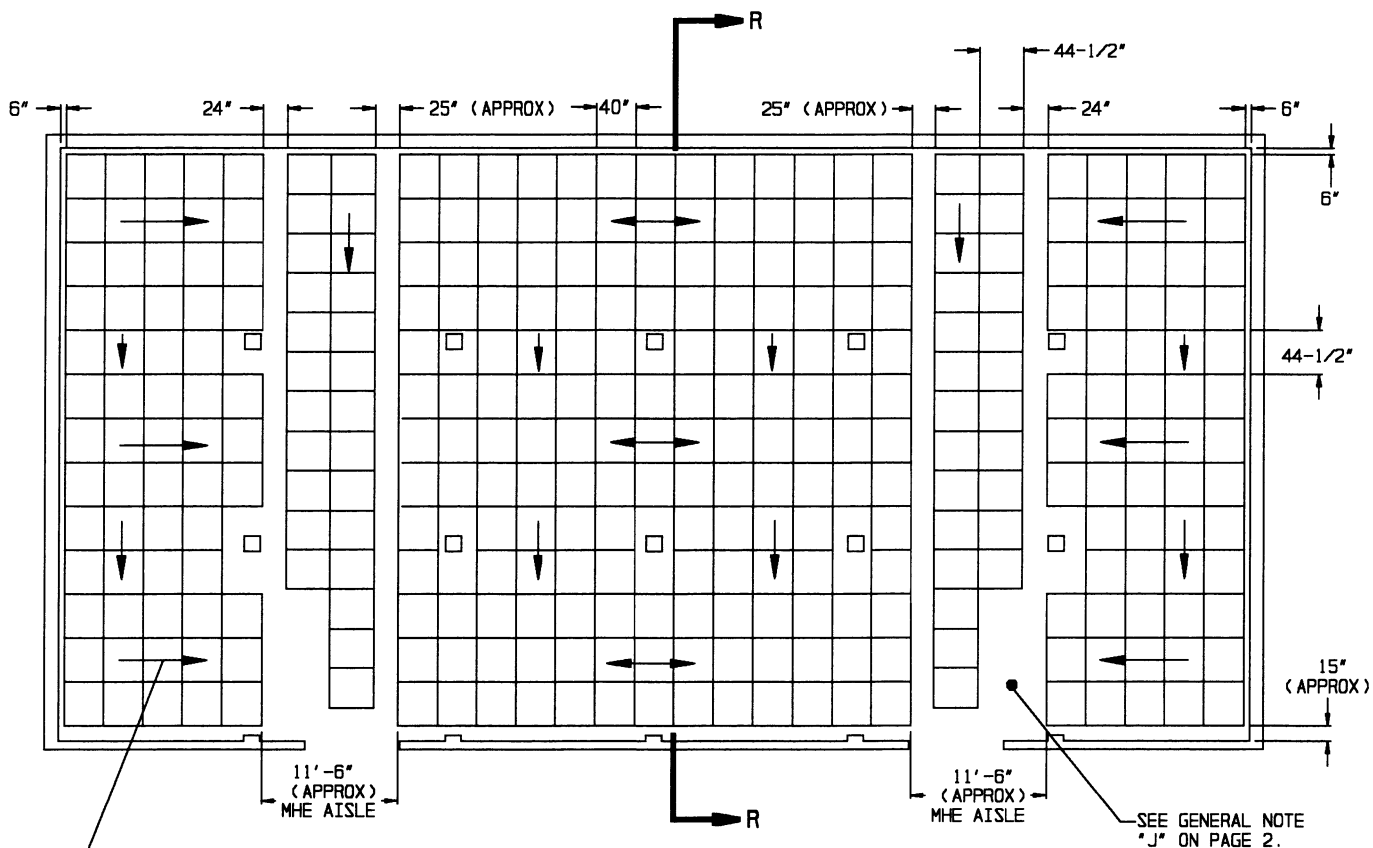 R
44-1/2"
6"
24"
25" (APPROX)
40"
25" (APPROX)
24"
6"
6"
44-1/2"
15"
(APPROX)
11'-6"
(APPROX)
MHE AISLE
11'-6"
(APPROX)
MHE AISLE
R
SEE GENERAL NOTE
"J" ON PAGE 2.